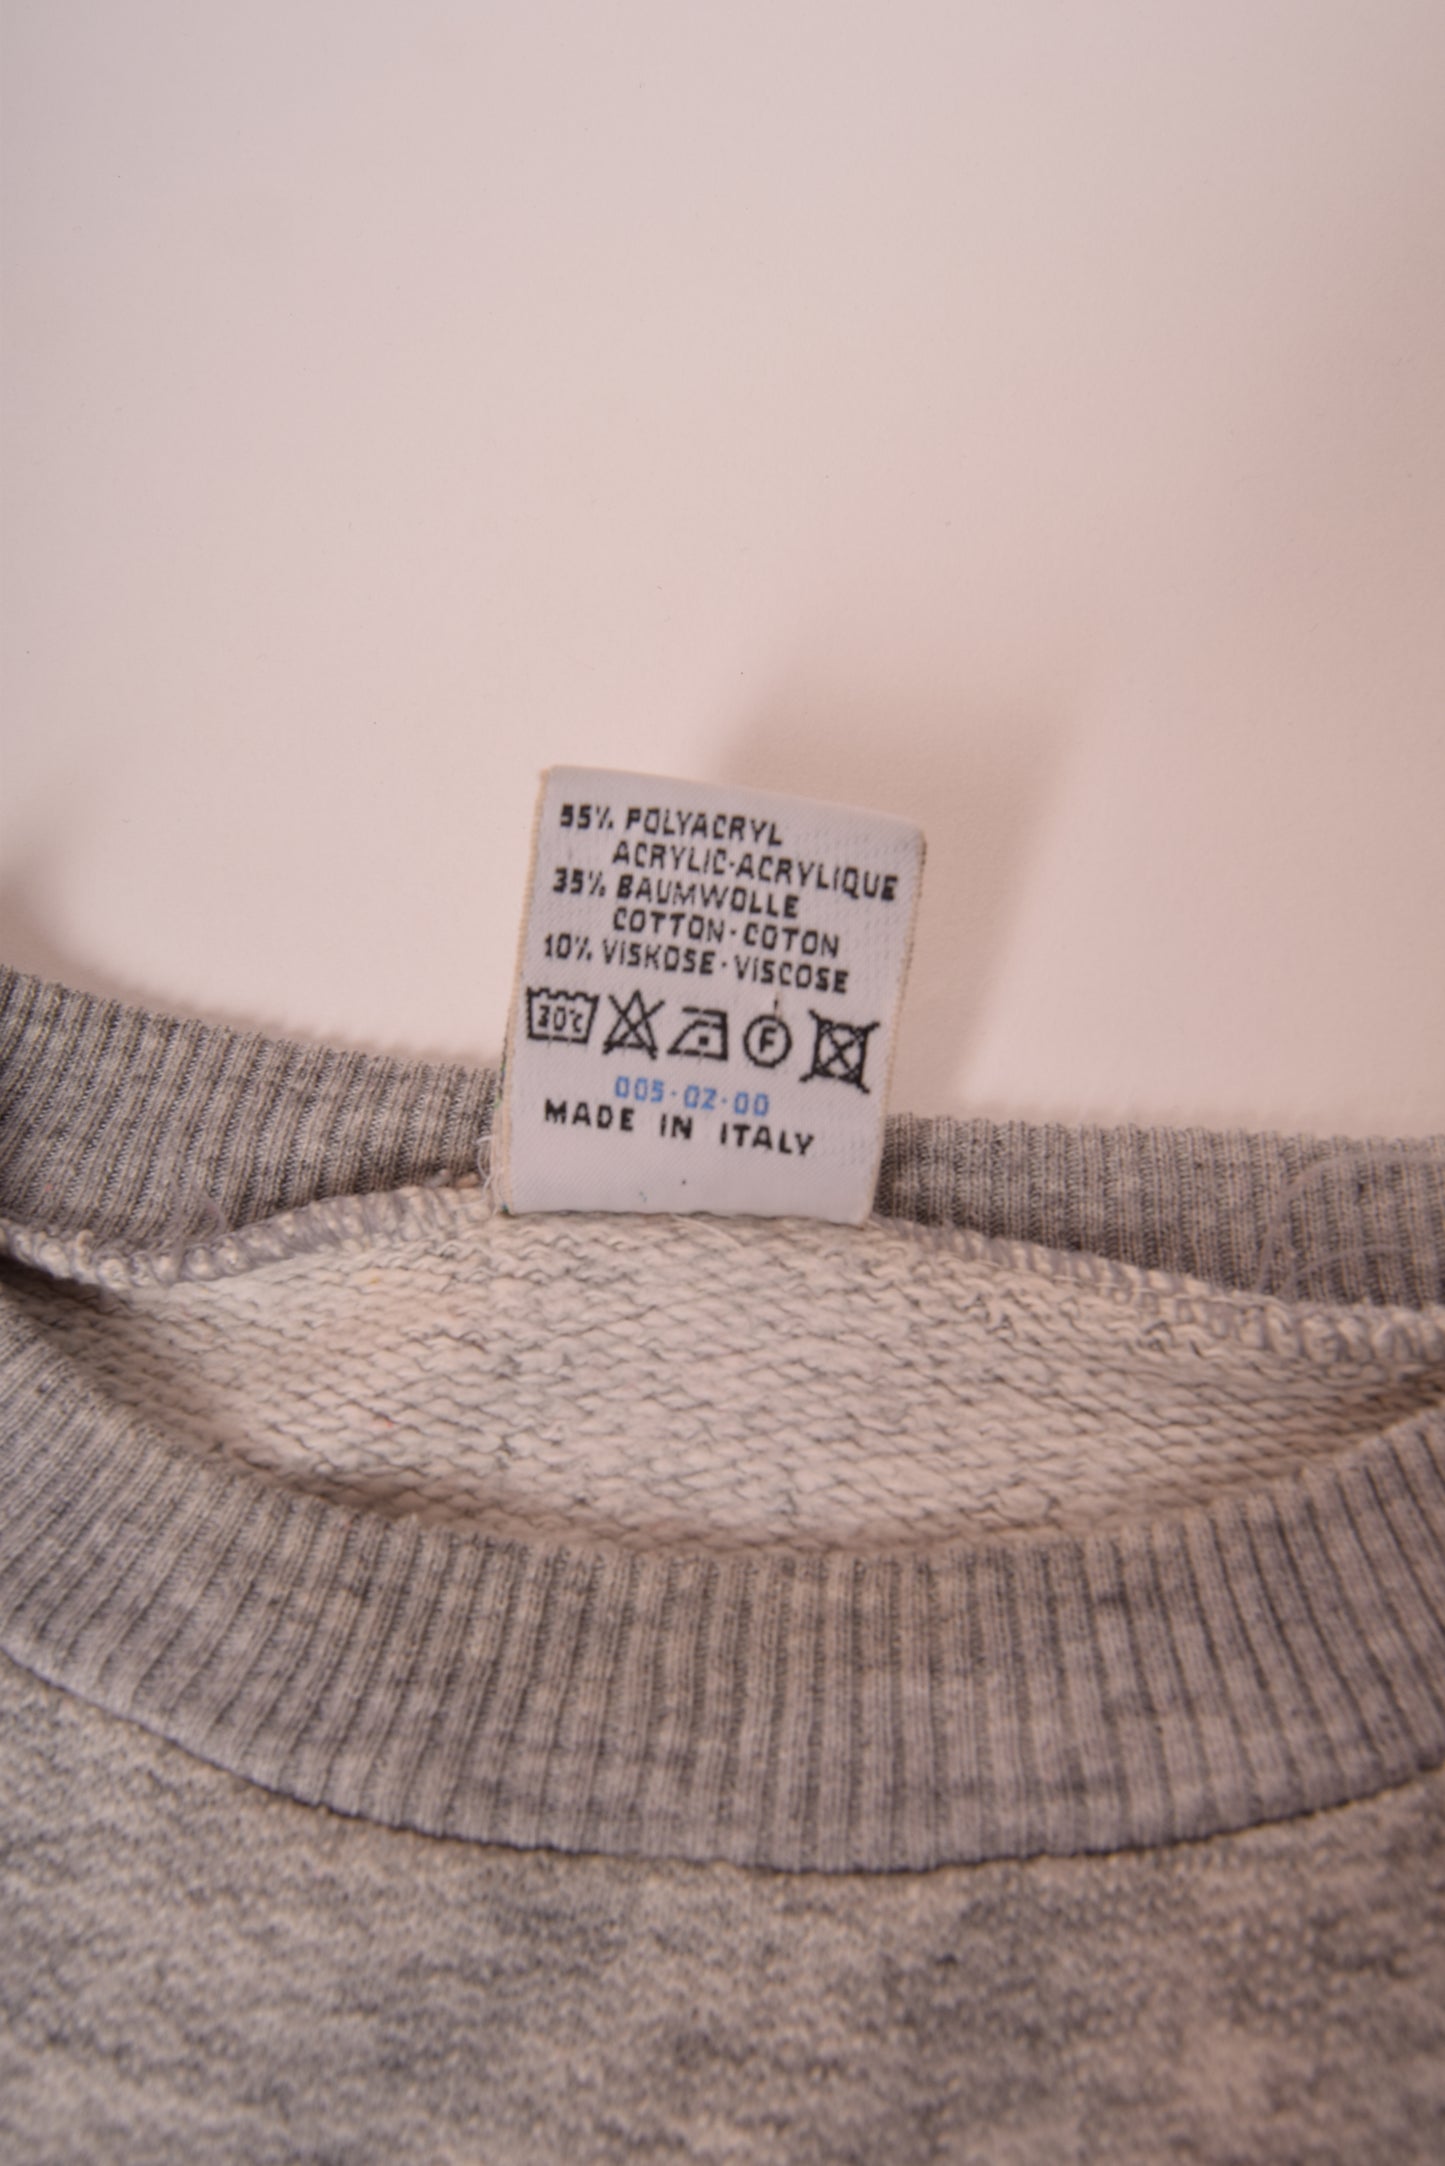 55% POLYACRYL
ACRYLIC-ACRYLIQUE
35% BAUMWOLLE
COTTON-COTON
10% VISKOSE-VISCOSE
30°C F
005-02-00
MADE IN ITALY